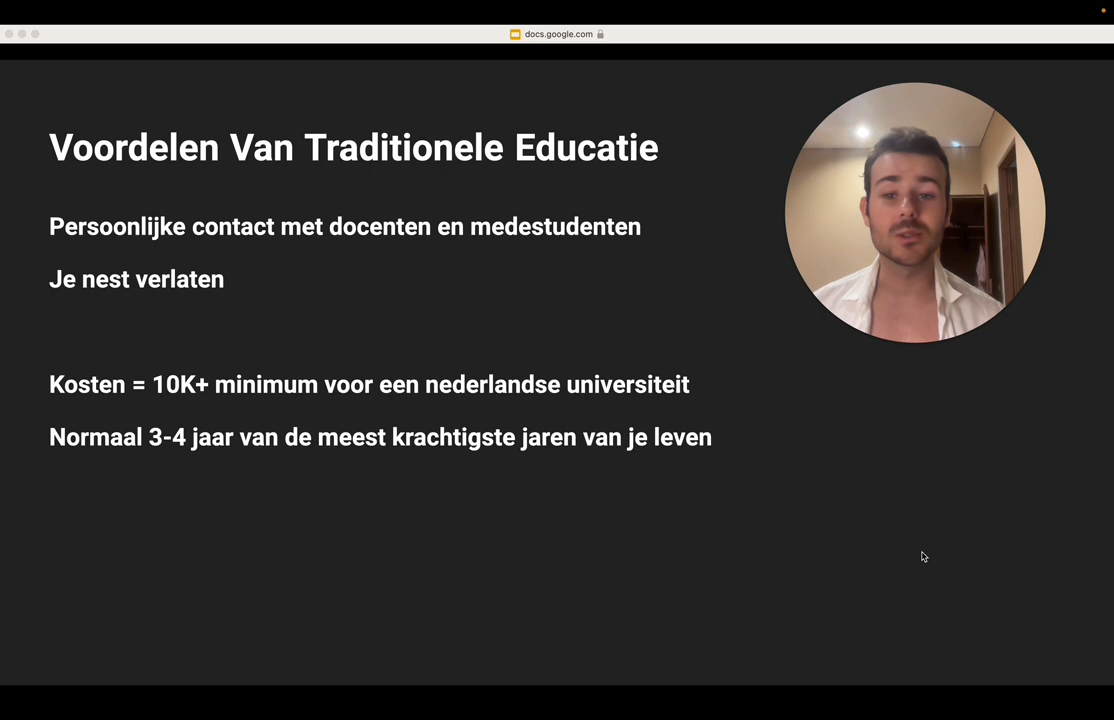 docs.google.com
Voordelen Van Traditionele Educatie
Persoonlijke contact met docenten en medestudenten
Je nest verlaten
Kosten = 10K+ minimum voor een nederlandse universiteit
Normaal 3-4 jaar van de meest krachtigste jaren van je leven